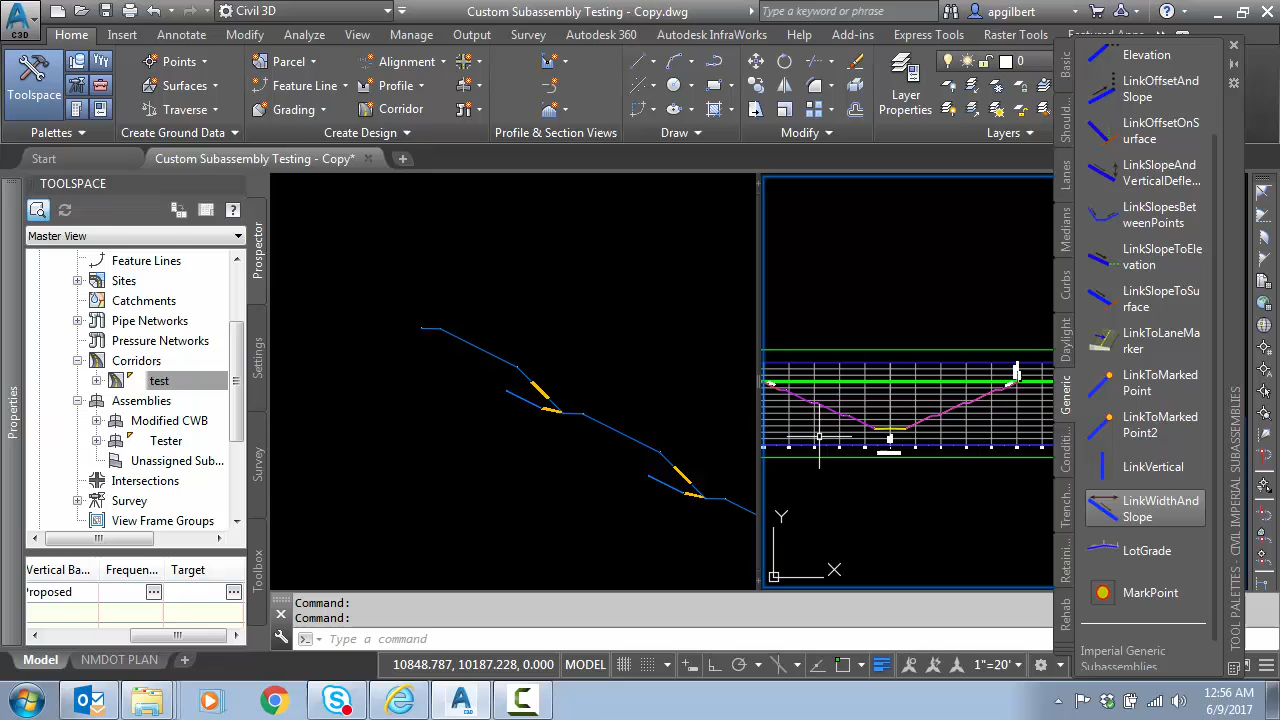 C3D
Civil 3D
Custom Subassembly Testing - Copy.dwg
Type a keyword or phrase
apgilbert
Home
Insert
Annotate
Modify
Analyze
View
Manage
Output
Survey
Autodesk 360
Autodesk InfraWorks
Help
Add-ins
Express Tools
Raster Tools
Toolspace
Palettes
Points
Surfaces
Traverse
Create Ground Data
Parcel
Feature Line
Grading
Alignment
Profile
Corridor
Create Design
Profile & Section Views
Draw
Modify
Layer
Properties
0
Layers
Start
Custom Subassembly Testing - Copy*
TOOLSPACE
Master View
Feature Lines
Sites
Catchments
Pipe Networks
Pressure Networks
Corridors
test
Assemblies
Modified CWB
Tester
Unassigned Sub...
Intersections
Survey
View Frame Groups
Vertical Ba...
Frequen...
Target
Proposed
Prospector
Settings
Survey
Toolbox
Properties
Y
X
Command:
Command:
Type a command
Model
NMDOT PLAN
10848.787, 10187.228, 0.000
MODEL
1"=20'
Basic
Shoul...
Lanes
Medians
Curbs
Daylight
Generic
Conditi...
Trench...
Retaini...
Rehab
Elevation
LinkOffsetAnd
Slope
LinkOffsetOnS
urface
LinkSlopeAnd
VerticalDefle...
LinkSlopesBet
weenPoints
LinkSlopeToEle
vation
LinkSlopeToSu
rface
LinkToLaneMa
rker
LinkToMarked
Point
LinkToMarked
Point2
LinkVertical
LinkWidthAnd
Slope
LotGrade
MarkPoint
Imperial Generic
Subassemblies
TOOL PALETTES - CIVIL IMPERIAL SUBASSEMBLIES
12:56 AM
6/9/2017